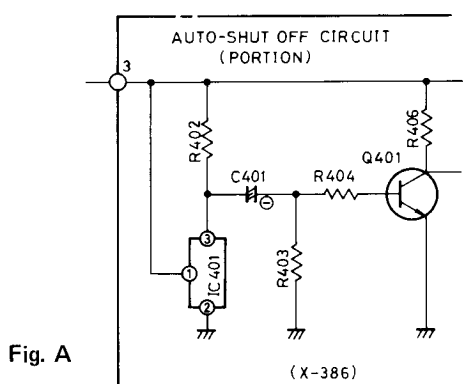 AUTO-SHUT OFF CIRCUIT
(PORTION)
3
R402
R406
Q401
C401
R404
⊖
3
1
IC401
R403
2
Fig. A
(X-386)